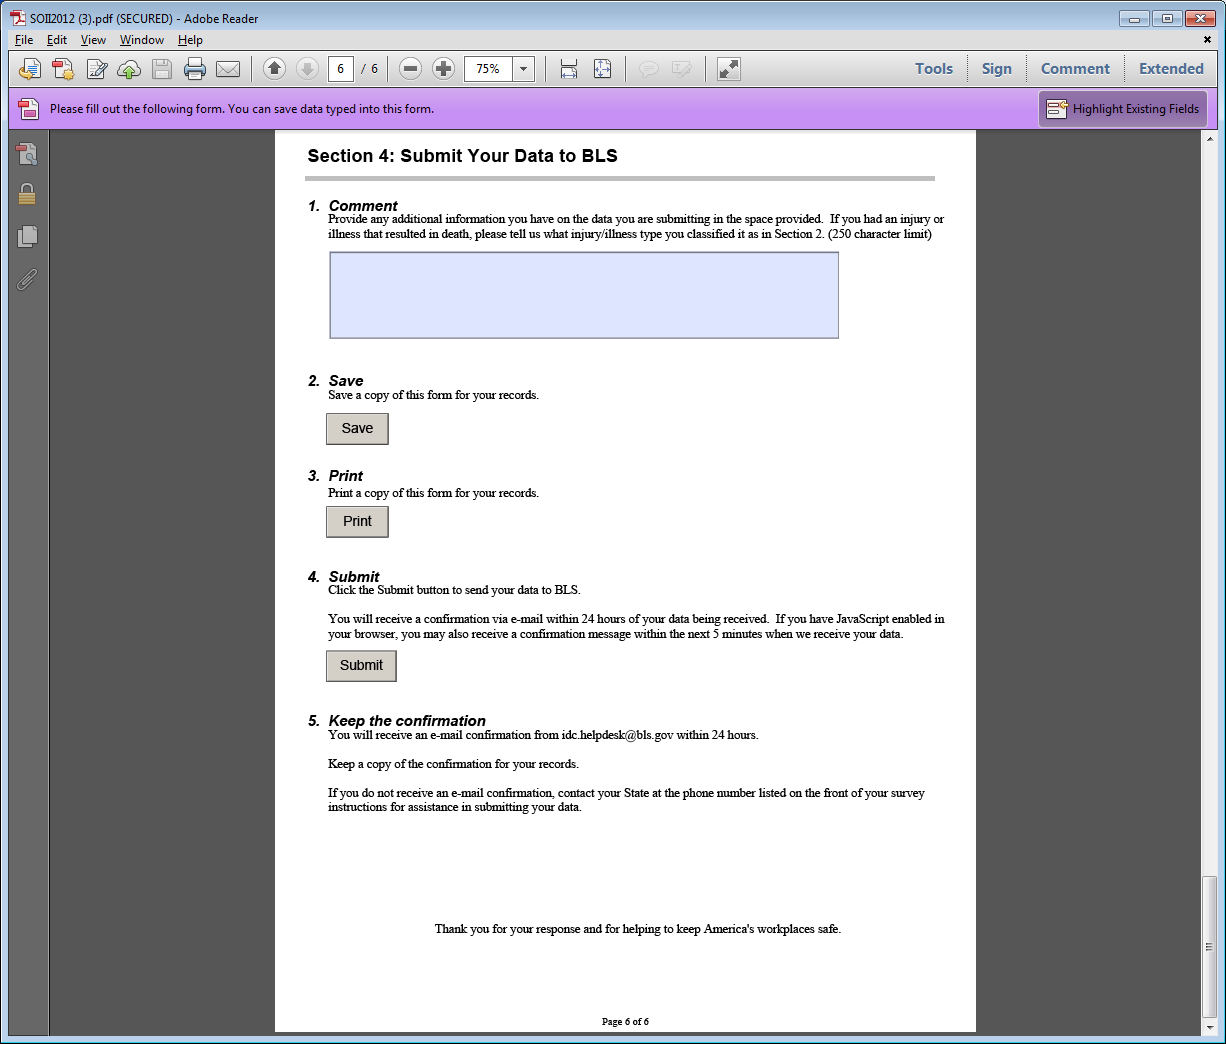 SOII2012 (3).pdf (SECURED) - Adobe Reader
File Edit View Window Help
6 / 6 75% Tools Sign Comment Extended
Please fill out the following form. You can save data typed into this form. Highlight Existing Fields
Section 4: Submit Your Data to BLS
1. Comment
Provide any additional information you have on the data you are submitting in the space provided. If you had an injury or
illness that resulted in death, please tell us what injury/illness type you classified it as in Section 2. (250 character limit)
2. Save
Save a copy of this form for your records.
Save
3. Print
Print a copy of this form for your records.
Print
4. Submit
Click the Submit button to send your data to BLS.
You will receive a confirmation via e-mail within 24 hours of your data being received. If you have JavaScript enabled in
your browser, you may also receive a confirmation message within the next 5 minutes when we receive your data.
Submit
5. Keep the confirmation
You will receive an e-mail confirmation from idc.helpdesk@bls.gov within 24 hours.
Keep a copy of the confirmation for your records.
If you do not receive an e-mail confirmation, contact your State at the phone number listed on the front of your survey
instructions for assistance in submitting your data.
Thank you for your response and for helping to keep America's workplaces safe.
Page 6 of 6